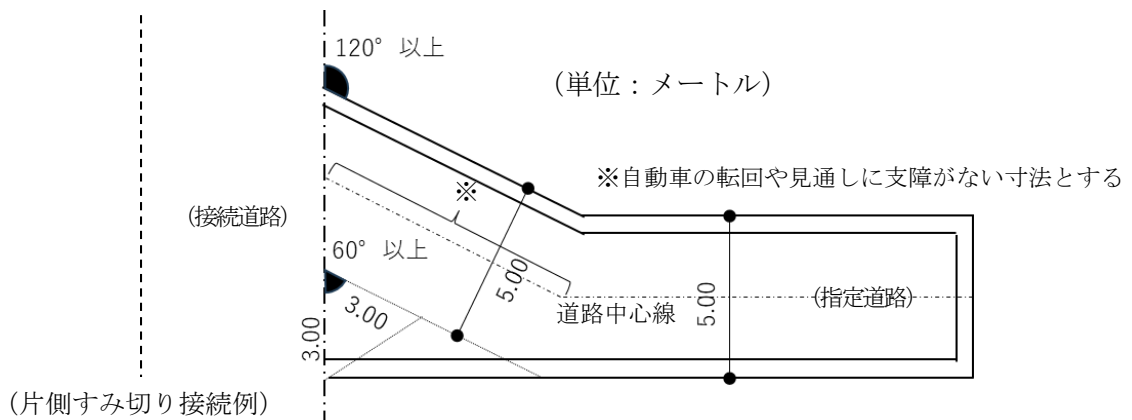 120° 以上
（単位：メートル）
※自動車の転回や見通しに支障がない寸法とする
※
（接続道路）
60° 以上
5.00
3.00
道路中心線
5.00
（指定道路）
3.00
（片側すみ切り接続例）